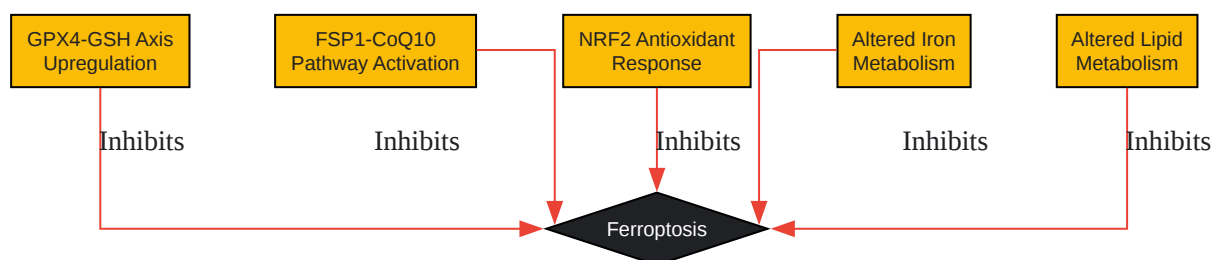 GPX4-GSH Axis
Upregulation
FSP1-CoQ10
Pathway Activation
NRF2 Antioxidant
Response
Altered Iron
Metabolism
Altered Lipid
Metabolism
Inhibits
Inhibits
Inhibits
Inhibits
Inhibits
Ferroptosis